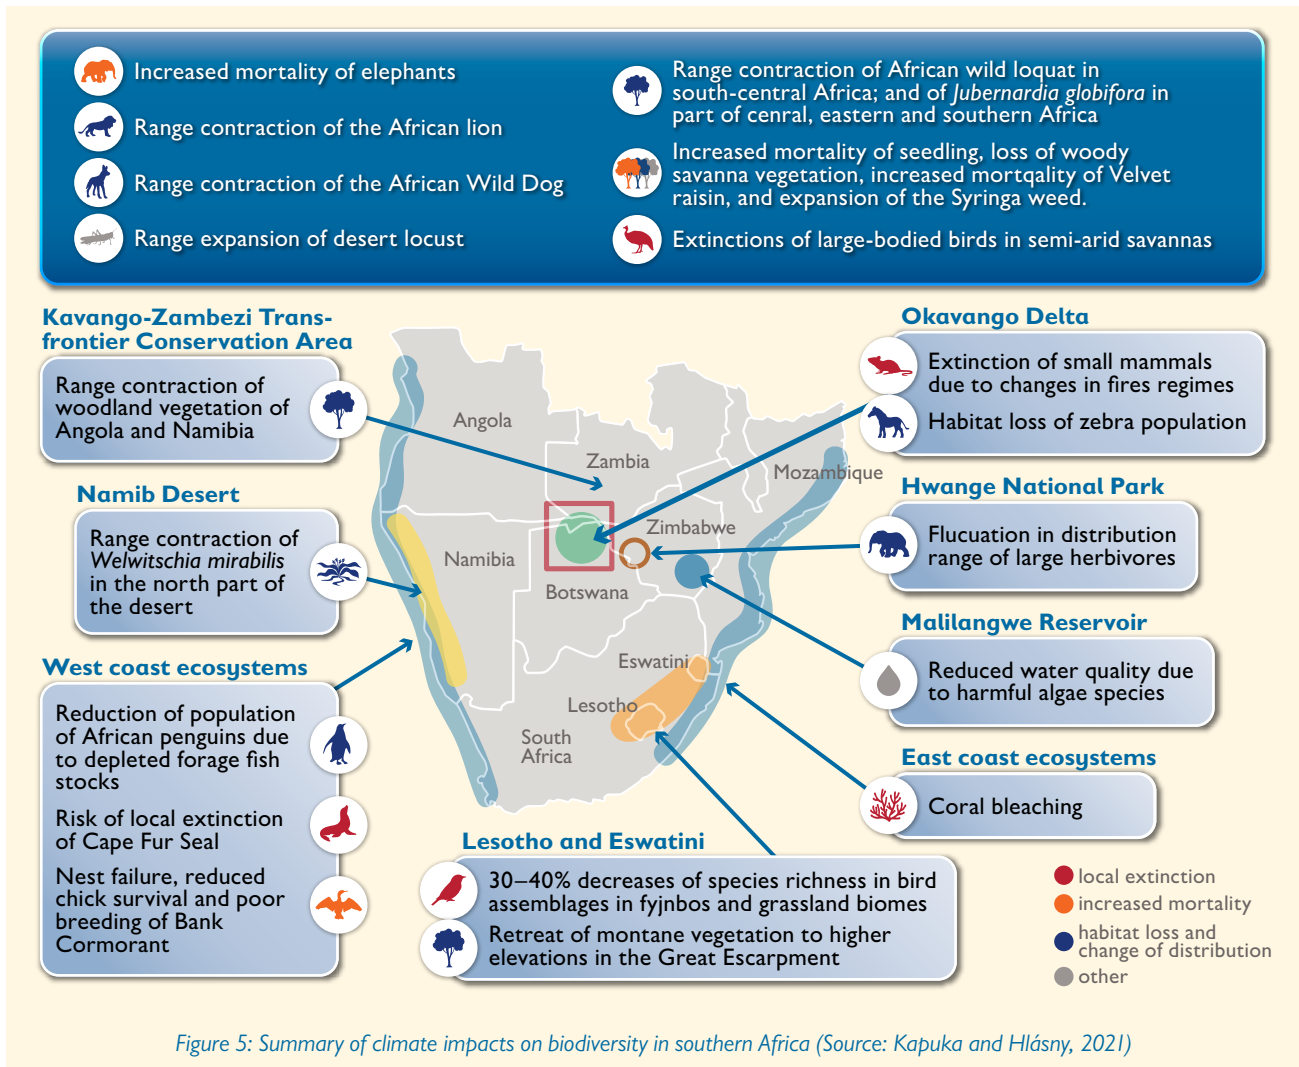 Increased mortality of elephants
Range contraction of the African lion
Range contraction of the African Wild Dog
Range expansion of desert locust
Range contraction of African wild loquat in
south-central Africa; and of Jubernardia globifora in
part of cenral, eastern and southern Africa
Increased mortality of seedling, loss of woody
savanna vegetation, increased mortqality of Velvet
raisin, and expansion of the Syringa weed.
Extinctions of large-bodied birds in semi-arid savannas
Kavango-Zambezi Trans-
frontier Conservation Area
Range contraction of
woodland vegetation of
Angola and Namibia
Namib Desert
Range contraction of
Welwitschia mirabilis
in the north part of
the desert
West coast ecosystems
Reduction of population
of African penguins due
to depleted forage fish
stocks
Risk of local extinction
of Cape Fur Seal
Nest failure, reduced
chick survival and poor
breeding of Bank
Cormorant
Angola
Zambia
Mozambique
Zimbabwe
Namibia
Botswana
Eswatini
Lesotho
South
Africa
Okavango Delta
Extinction of small mammals
due to changes in fires regimes
Habitat loss of zebra population
Hwange National Park
Flucuation in distribution
range of large herbivores
Malilangwe Reservoir
Reduced water quality due
to harmful algae species
East coast ecosystems
Coral bleaching
Lesotho and Eswatini
30–40% decreases of species richness in bird
assemblages in fyjnbos and grassland biomes
Retreat of montane vegetation to higher
elevations in the Great Escarpment
local extinction
increased mortality
habitat loss and
change of distribution
other
Figure 5: Summary of climate impacts on biodiversity in southern Africa (Source: Kapuka and Hlásny, 2021)